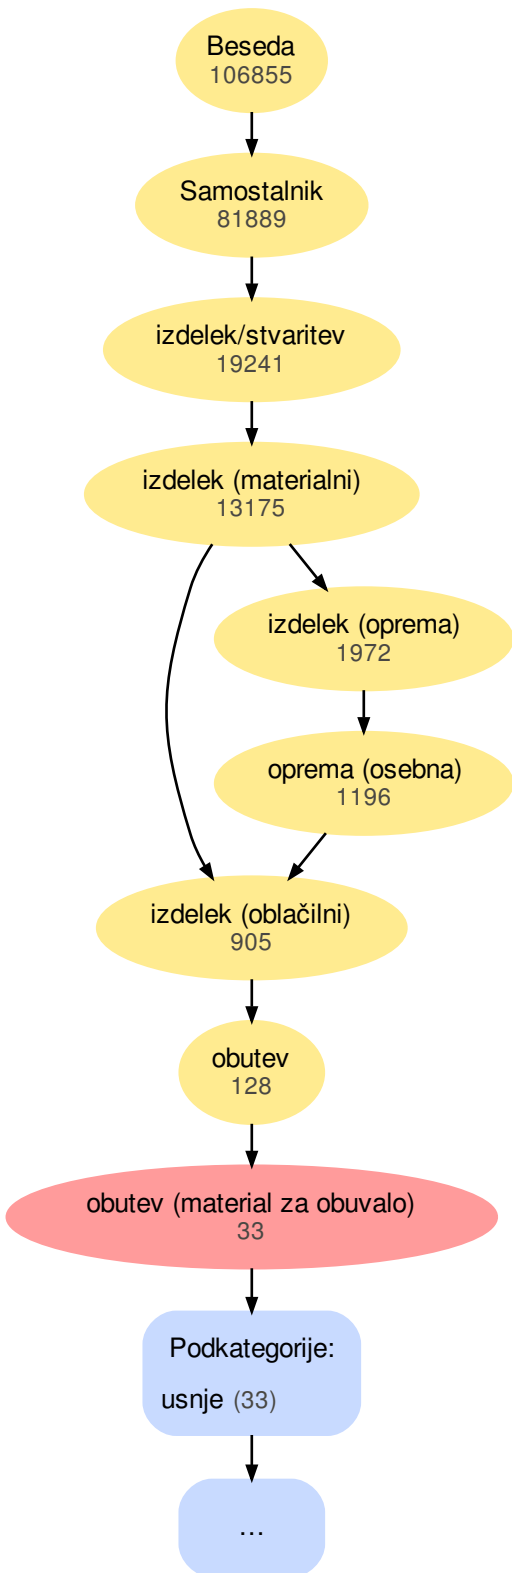 Beseda
106855
Samostalnik
81889
izdelek/stvaritev
19241
izdelek (materialni)
13175
izdelek (oprema)
1972
oprema (osebna)
1196
izdelek (oblačilni)
905
obutev
128
obutev (material za obuvalo)
33
Podkategorije:
usnje (33)
...